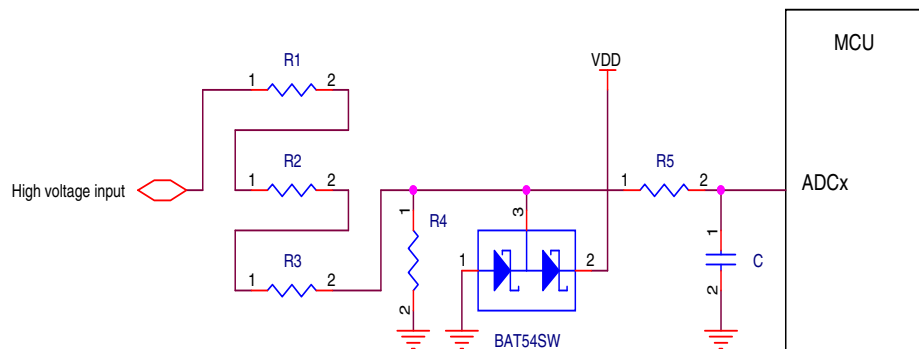 MCU
R1
VDD
1 2
R5
R2
1 2
1 2
ADCx
High voltage input
1
R4
3
1
R3
1 2
1 2
C
2
2
BAT54SW